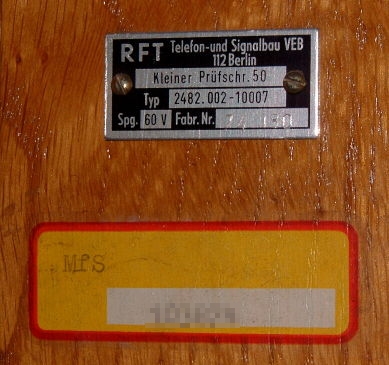 RFT Telefon-und Signalbau VEB
112 Berlin
Kleiner Prüfschr. 50
Typ 2482.002-10007
Spg. 60 V Fabr. Nr.
MfS